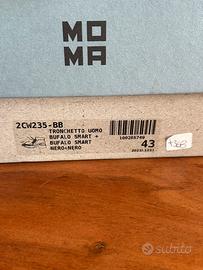 MO
MA
2CW235-BB
TRONCHETTO UOMO
BUFALO SMART +
BUFALO SMART
NERO+NERO
43
subito